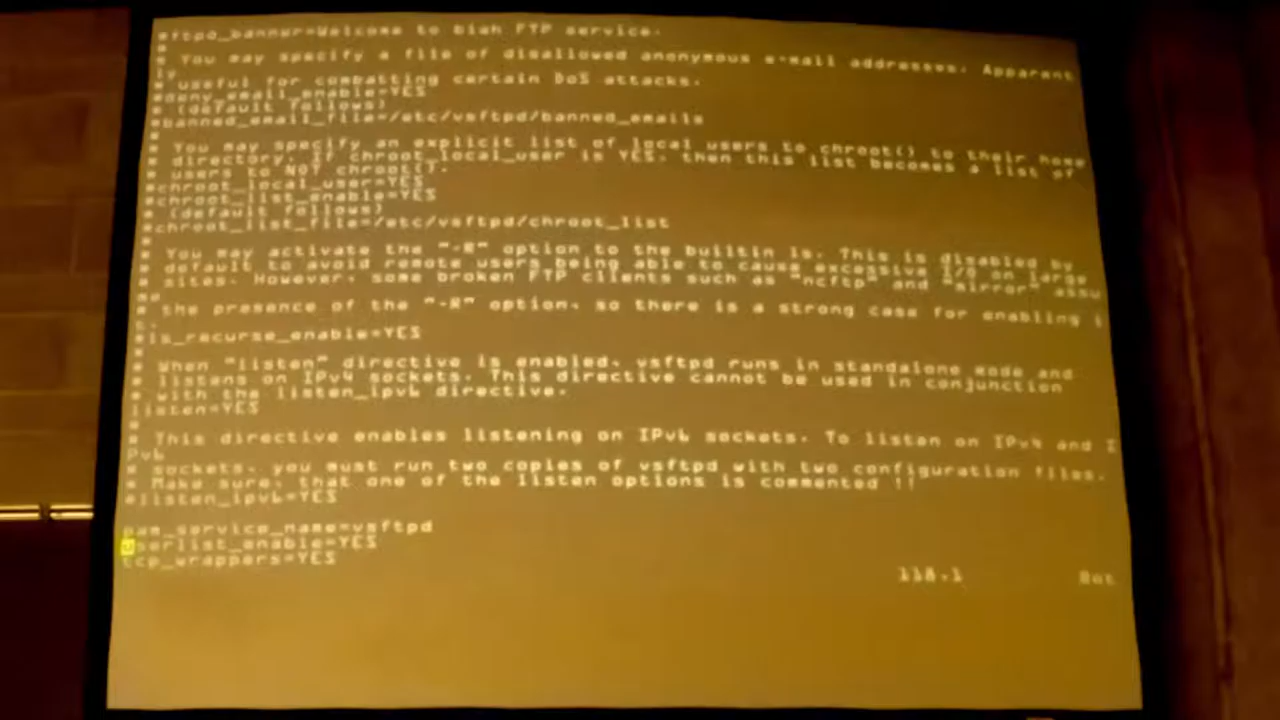 #ftpd_banner=Welcome to blah FTP service.
#
# You may specify a file of disallowed anonymous e-mail addresses. Apparent
ly
# useful for combatting certain DoS attacks.
#deny_email_enable=YES
# (default follows)
#banned_email_file=/etc/vsftpd/banned_emails
#
# You may specify an explicit list of local users to chroot() to their home
# directory. If chroot_local_user is YES, then this list becomes a list of
# users to NOT chroot().
#chroot_local_user=YES
#chroot_list_enable=YES
# (default follows)
#chroot_list_file=/etc/vsftpd/chroot_list
#
# You may activate the "-R" option to the builtin ls. This is disabled by
# default to avoid remote users being able to cause excessive I/O on large
# sites. However, some broken FTP clients such as "ncftp" and "mirror" assu
me
# the presence of the "-R" option, so there is a strong case for enabling i
t.
#ls_recurse_enable=YES
#
# When "listen" directive is enabled, vsftpd runs in standalone mode and
# listens on IPv4 sockets. This directive cannot be used in conjunction
# with the listen_ipv6 directive.
listen=YES
#
# This directive enables listening on IPv6 sockets. To listen on IPv4 and I
Pv6
# sockets, you must run two copies of vsftpd with two configuration files.
# Make sure, that one of the listen options is commented !!
#listen_ipv6=YES
pam_service_name=vsftpd
userlist_enable=YES
tcp_wrappers=YES
118,1 Bot